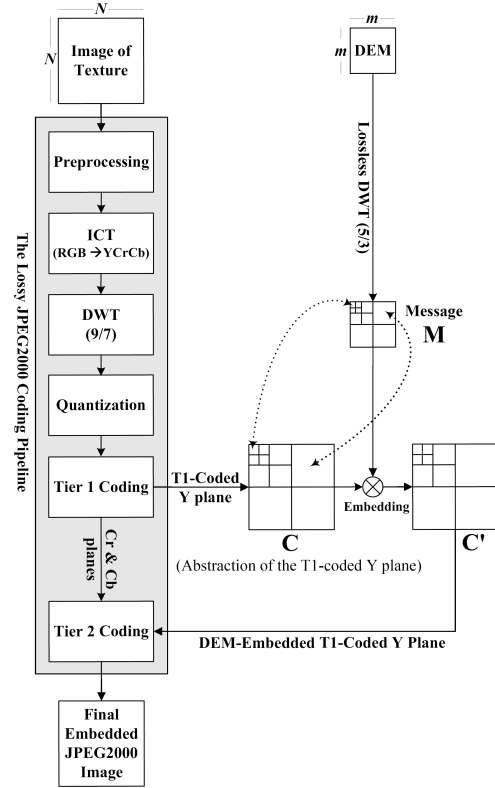 N
N
Image of
Texture
m
m
DEM
The Lossy JPEG2000 Coding Pipeline
Preprocessing
ICT
(RGB →YCrCb)
DWT
(9/7)
Quantization
Tier 1 Coding
Cr & Cb
planes
Tier 2 Coding
Final
Embedded
JPEG2000
Image
Lossless DWT (5/3)
Message
M
T1-Coded
Y plane
Embedding
C
C'
(Abstraction of the T1-coded Y plane)
DEM-Embedded T1-Coded Y Plane